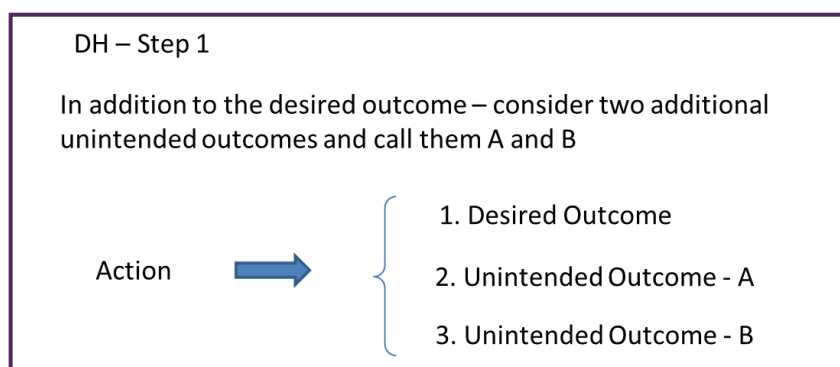 DH – Step 1
In addition to the desired outcome – consider two additional
unintended outcomes and call them A and B
1. Desired Outcome
Action
2. Unintended Outcome - A
3. Unintended Outcome - B